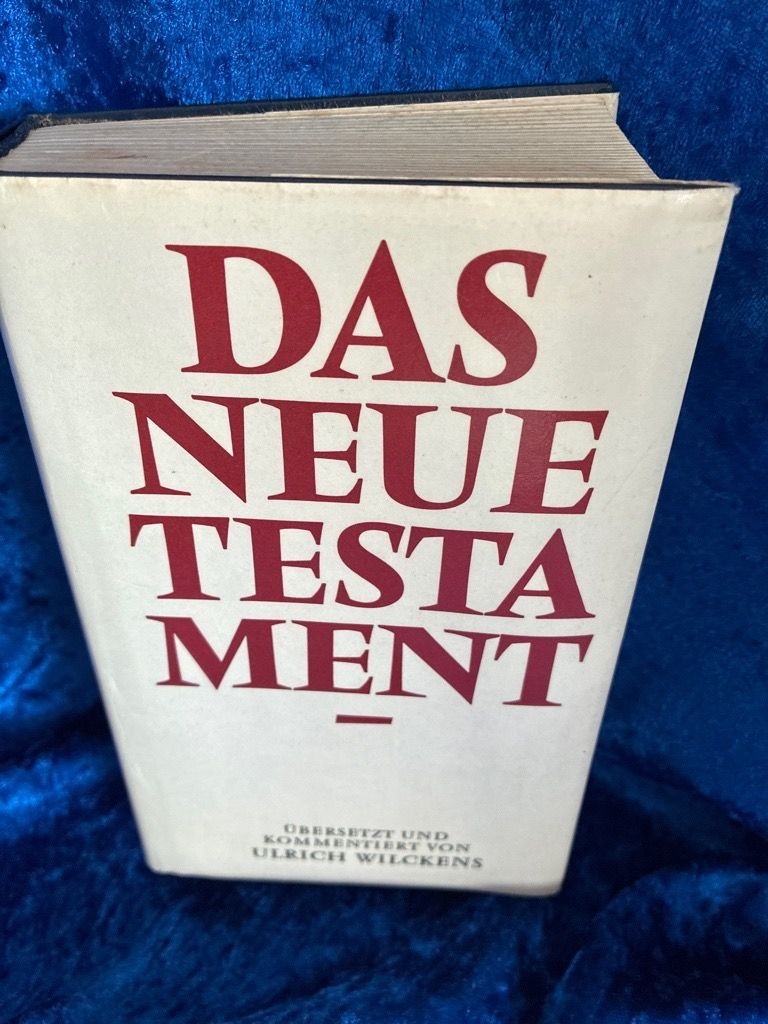 DAS
NEUE
TESTA
MENT
ÜBERSETZT UND
KOMMENTIERT VON
ULRICH WILCKENS